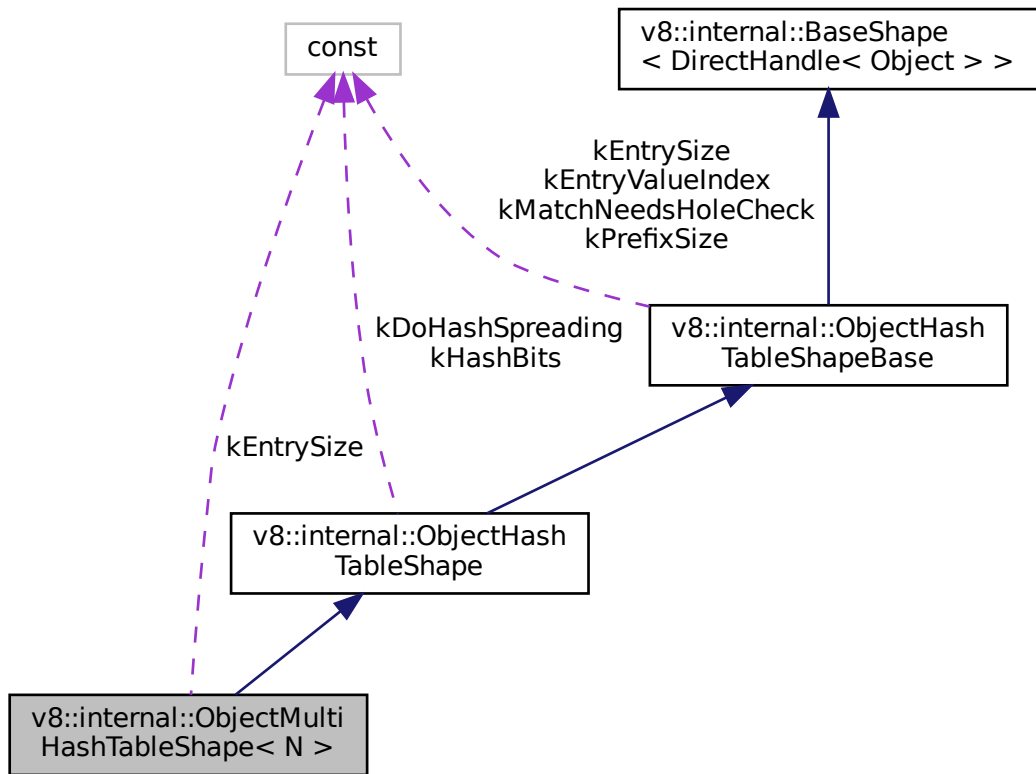 const
v8::internal::BaseShape
< DirectHandle< Object > >
kEntrySize
kEntryValueIndex
kMatchNeedsHoleCheck
kPrefixSize
v8::internal::ObjectHash
TableShapeBase
kDoHashSpreading
kHashBits
kEntrySize
v8::internal::ObjectHash
TableShape
v8::internal::ObjectMulti
HashTableShape< N >